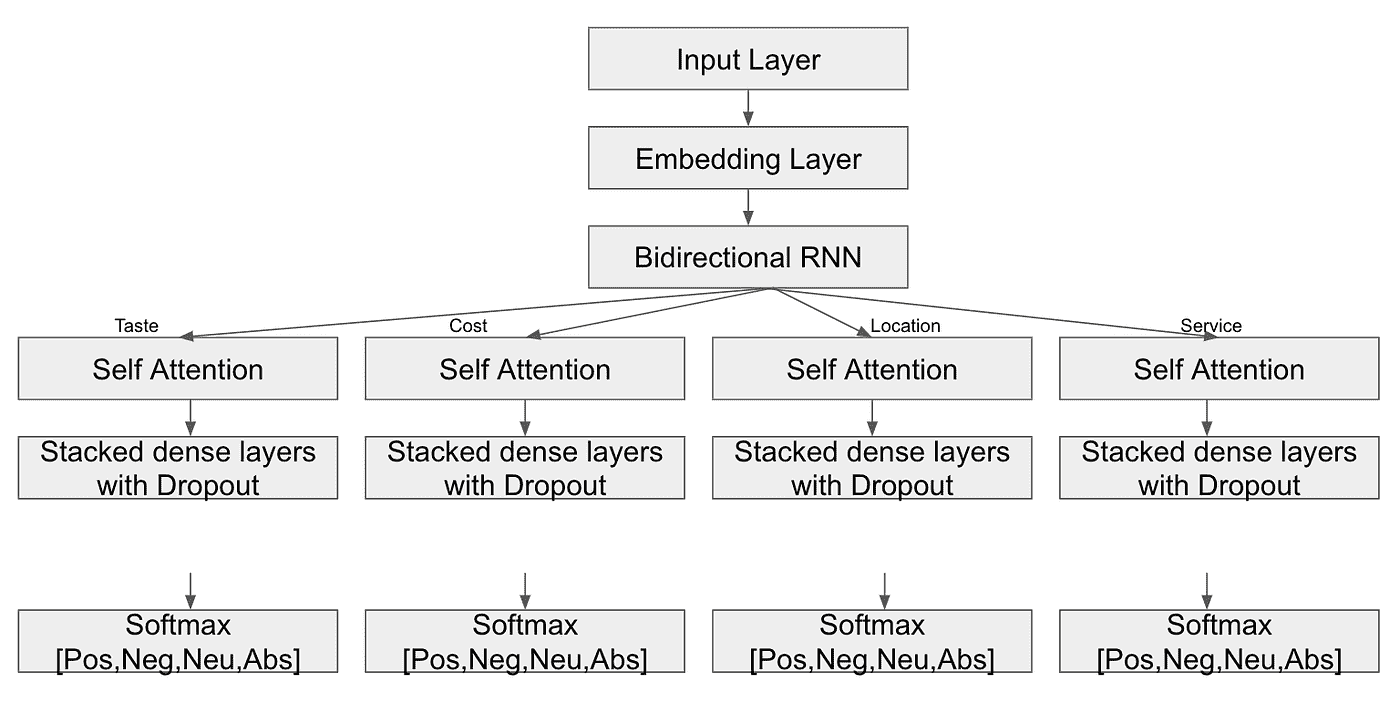 Input Layer
Embedding Layer
Bidirectional RNN
Taste
Cost
Location
Service
Self Attention
Self Attention
Self Attention
Self Attention
Stacked dense layers
with Dropout
Stacked dense layers
with Dropout
Stacked dense layers
with Dropout
Stacked dense layers
with Dropout
Softmax
[Pos,Neg,Neu,Abs]
Softmax
[Pos,Neg,Neu,Abs]
Softmax
[Pos,Neg,Neu,Abs]
Softmax
[Pos,Neg,Neu,Abs]